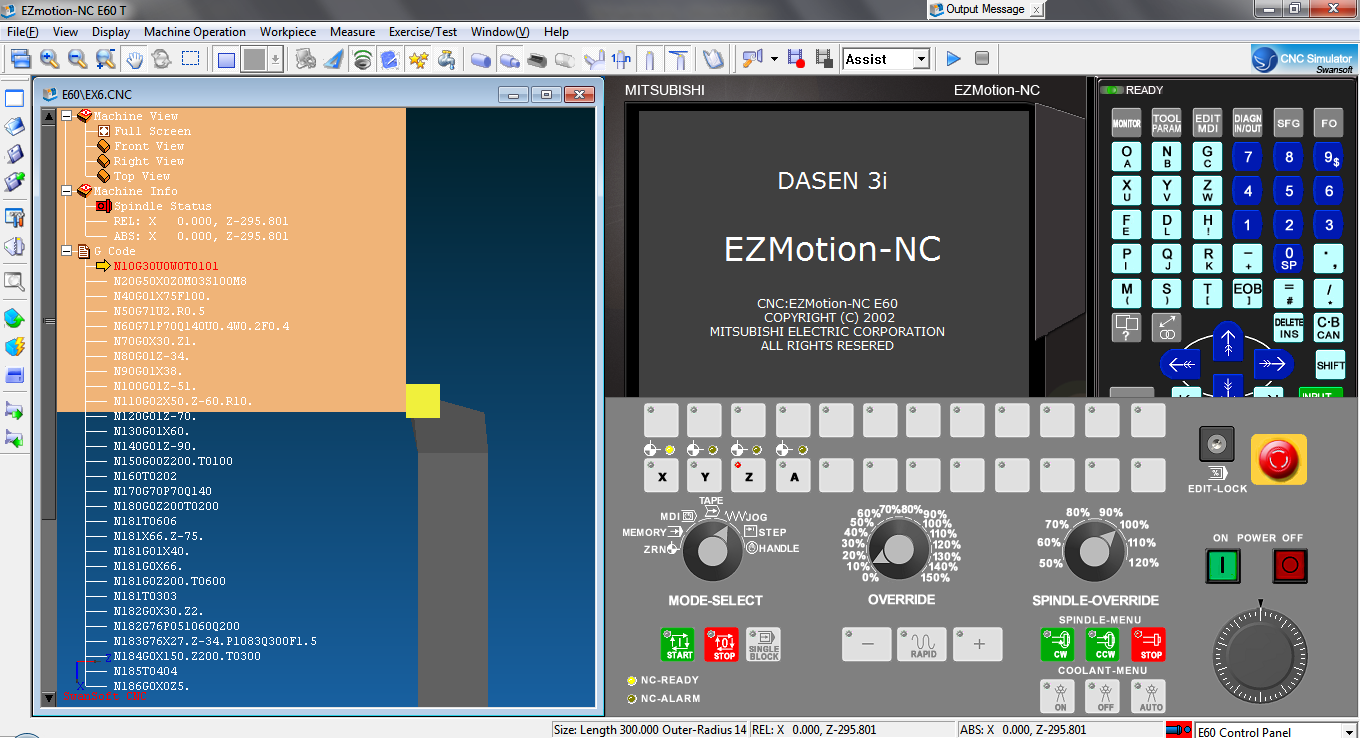 EZmotion-NC E60 T
Output Message x
File(F) View Display Machine Operation Workpiece Measure Exercise/Test Window(V) Help
Assist
CNC Simulator
Swansoft
E60\EX6.CNC
Machine View
Full Screen
Front View
Right View
Top View
Machine Info
Spindle Status
REL: X 0.000, Z-295.801
ABS: X 0.000, Z-295.801
G Code
N10G30U0W0T0101
N20G50X0Z0M03S100M8
N40G01X75F100.
N50G71U2.R0.5
N60G71P70Q140U0.4W0.2F0.4
N70G0X30.Z1.
N80G01Z-34.
N90G01X38.
N100G01Z-51.
N110G02X50.Z-60.R10.
N120G01Z-70.
N130G01X60.
N140G01Z-90.
N150G00Z200.T0100
N160T0202
N170G70P70Q140
N180G0Z200T0200
N181T0606
N181X66.Z-75.
N181G01X40.
N181G0X66.
N181G0Z200.T0600
N181T0303
N182G0X30.Z2.
N182G76P051060Q200
N183G76X27.Z-34.P1083Q300F1.5
N184G0X150.Z200.T0300
N185T0404
N186G0X0Z5.
Z
X
MITSUBISHI EZMotion-NC
DASEN 3i
EZMotion-NC
CNC:EZMotion-NC E60
COPYRIGHT (C) 2002
MITSUBISHI ELECTRIC CORPORATION
ALL RIGHTS RESERED
READY
MONITOR TOOL PARAM EDIT MDI DIAGN IN/OUT SFG FO
O A N B G C 7 8 9 $
X U Y V Z W 4 5 6
F E D L H ! 1 2 3
P I Q J R K - + 0 SP . ,
M ( S ) T [ EOB ] = # / *
? DELETE INS C·B CAN
SHIFT
INPUT
X Y Z A
EDIT-LOCK
TAPE
MDI JOG
MEMORY STEP
ZRN HANDLE
MODE-SELECT
0% 10% 20% 30% 40% 50% 60% 70% 80% 90% 100% 110% 120% 130% 140% 150%
OVERRIDE
50% 60% 70% 80% 90% 100% 110% 120%
SPINDLE-OVERRIDE
ON POWER OFF
START STOP SINGLE BLOCK
− RAPID +
SPINDLE-MENU
CW CCW STOP
COOLANT-MENU
ON OFF AUTO
NC-READY
NC-ALARM
Size: Length 300.000 Outer-Radius 14 REL: X 0.000, Z-295.801 ABS: X 0.000, Z-295.801 E60 Control Panel